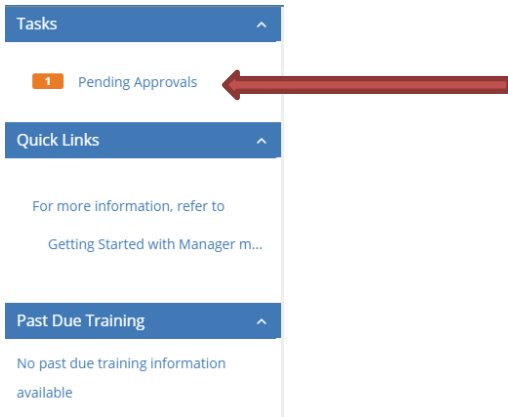 Tasks
1 Pending Approvals
Quick Links
For more information, refer to
Getting Started with Manager m...
Past Due Training
No past due training information
available